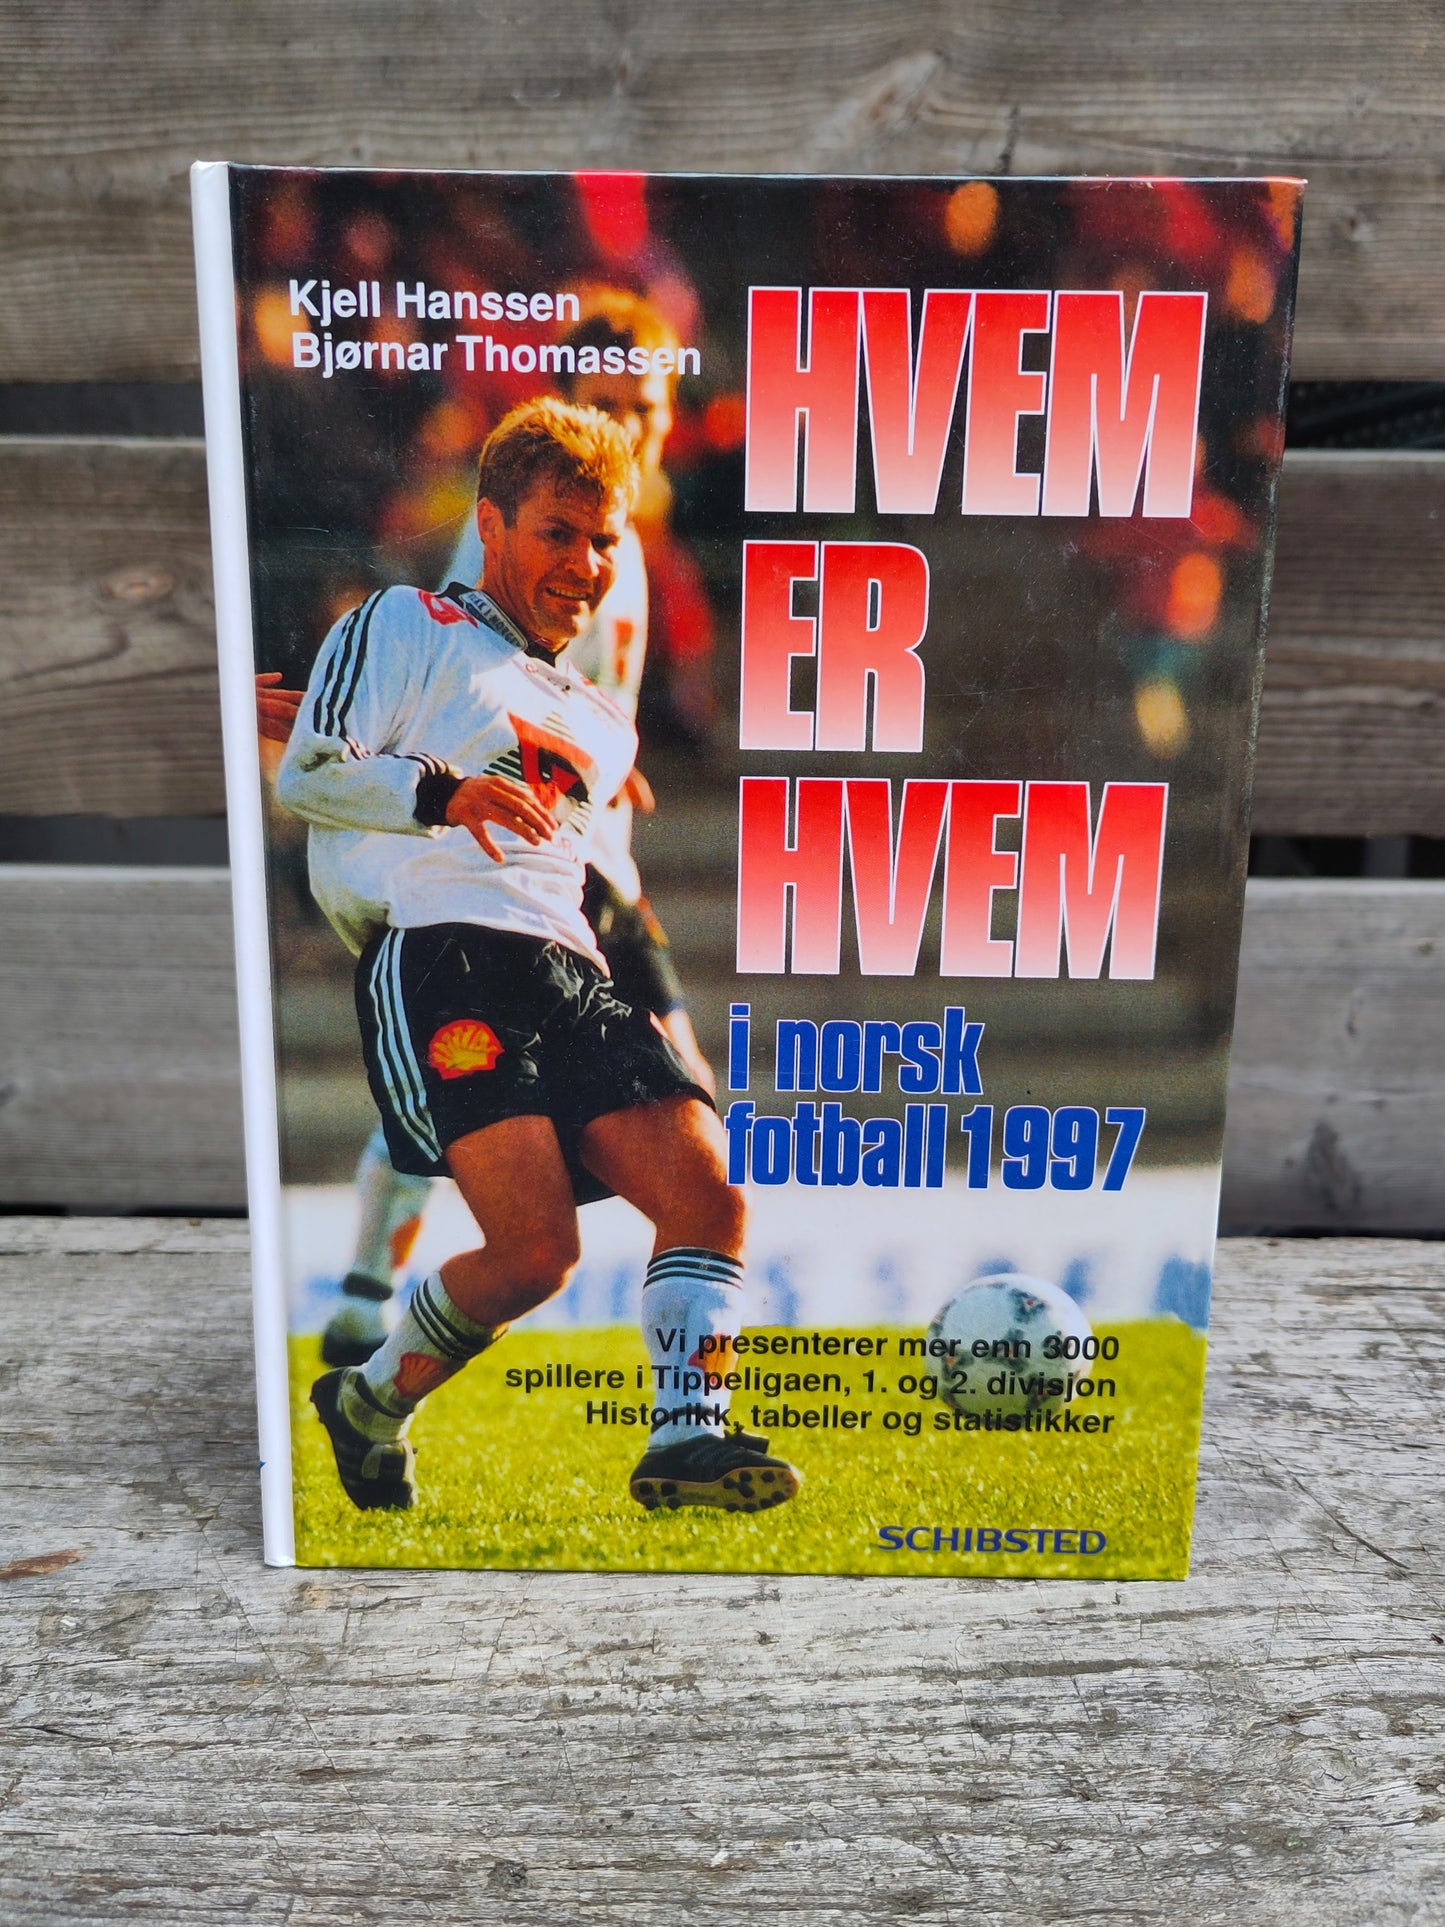 Kjell Hanssen
Bjørnar Thomassen
HVEM
ER
HVEM
i norsk
fotball 1997
Vi presenterer mer enn 3000
spillere i Tippeligaen, 1. og 2. divisjon
Historikk, tabeller og statistikker
SCHIBSTED